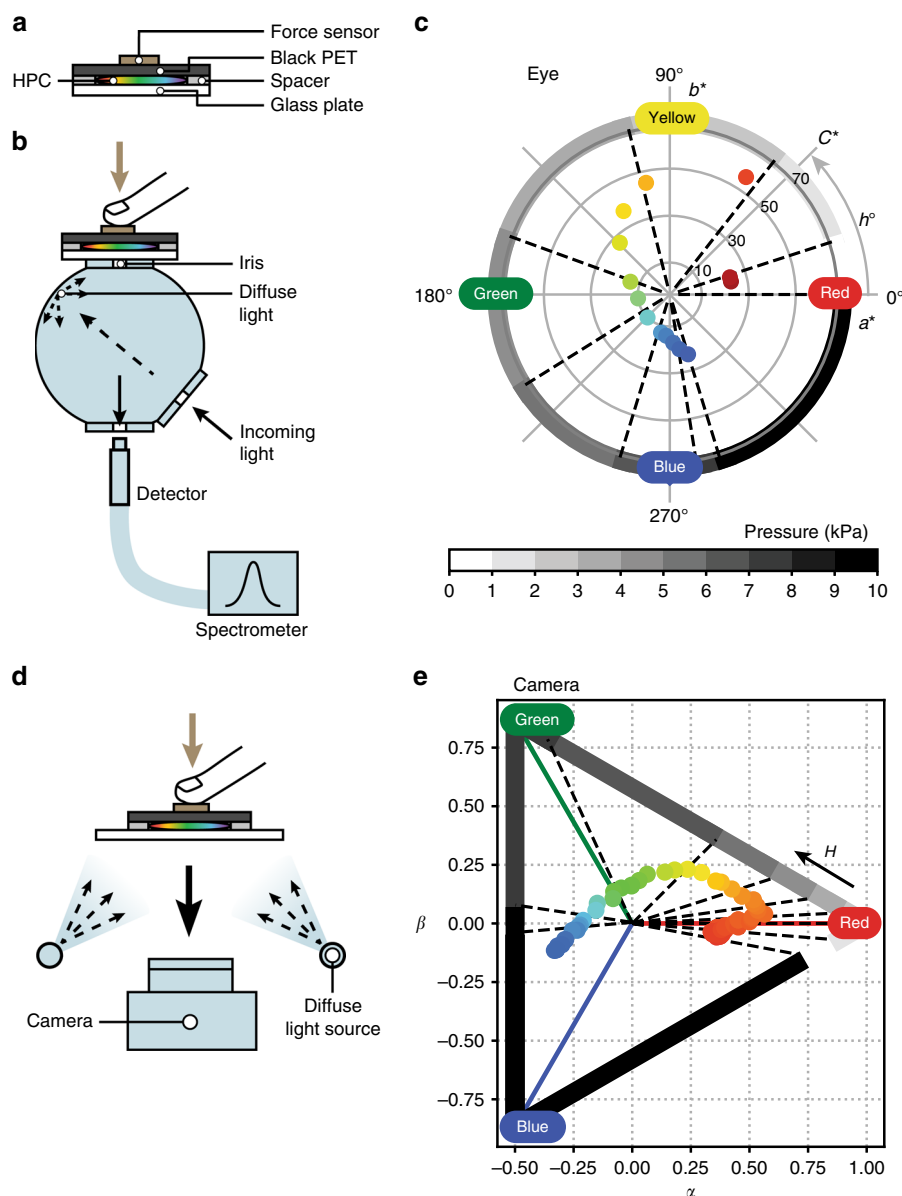 a
Force sensor
Black PET
HPC
Spacer
Glass plate
b
Iris
Diffuse
light
Incoming
light
Detector
Spectrometer
c
Eye
90°
b*
Yellow
C*
70
50
h°
30
10
180°
Green
Red
0°
a*
Blue
270°
Pressure (kPa)
0 1 2 3 4 5 6 7 8 9 10
d
Camera
Diffuse
light source
e
Camera
Green
0.75
0.50
H
0.25
β
0.00
Red
−0.25
−0.50
−0.75
Blue
−0.50 −0.25 0.00 0.25 0.50 0.75 1.00
α